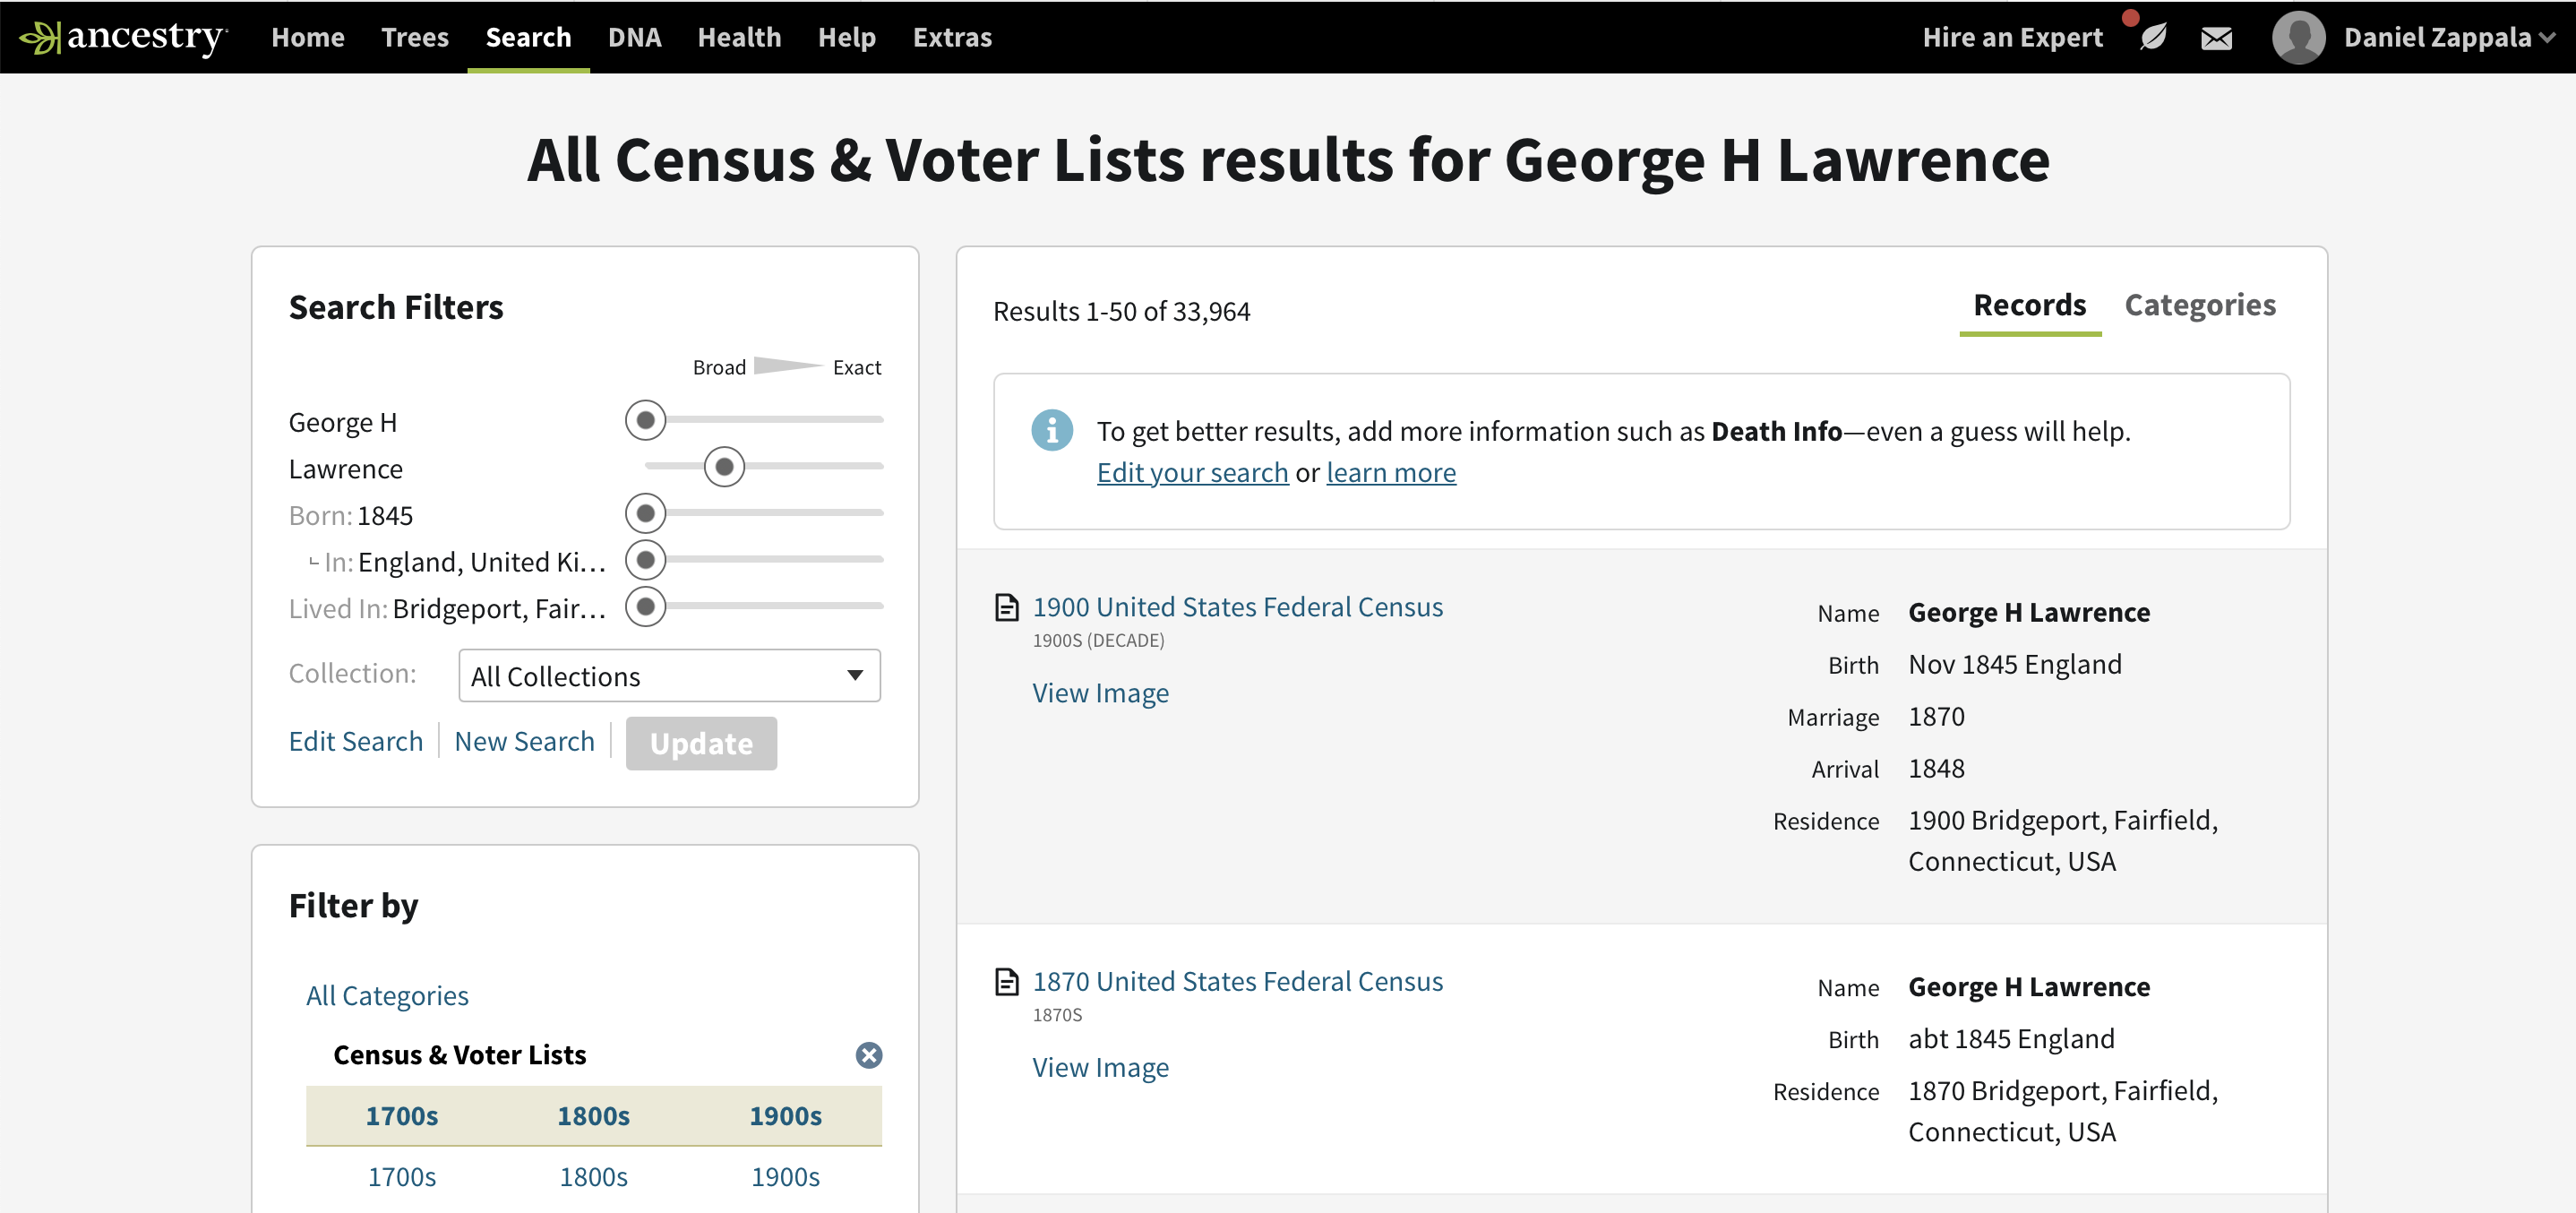 ancestry
Home Trees Search DNA Health Help Extras
Hire an Expert
Daniel Zappala
All Census & Voter Lists results for George H Lawrence
Search Filters
Broad Exact
George H
Lawrence
Born: 1845
In: England, United Ki...
Lived In: Bridgeport, Fair...
Collection: All Collections
Edit Search New Search Update
Filter by
All Categories
Census & Voter Lists
1700s 1800s 1900s
1700s 1800s 1900s
Results 1-50 of 33,964
Records Categories
To get better results, add more information such as Death Info—even a guess will help.
Edit your search or learn more
1900 United States Federal Census
1900S (DECADE)
View Image
Name George H Lawrence
Birth Nov 1845 England
Marriage 1870
Arrival 1848
Residence 1900 Bridgeport, Fairfield,
Connecticut, USA
1870 United States Federal Census
1870S
View Image
Name George H Lawrence
Birth abt 1845 England
Residence 1870 Bridgeport, Fairfield,
Connecticut, USA